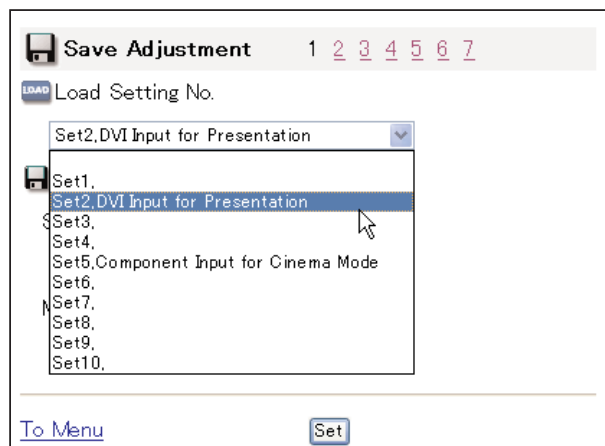 Save Adjustment 1 2 3 4 5 6 7
LOAD Load Setting No.
Set2,DVI Input for Presentation
Set1,
Set2,DVI Input for Presentation
Set3,
Set4,
Set5,Component Input for Cinema Mode
Set6,
Set7,
Set8,
Set9,
Set10,
To Menu Set